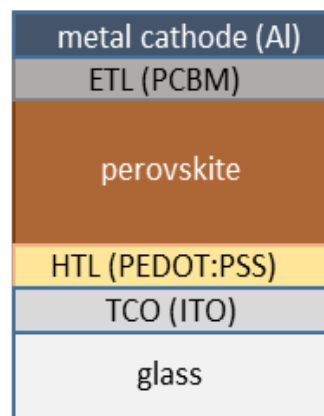 metal cathode (Al)
ETL (PCBM)
perovskite
HTL (PEDOT:PSS)
TCO (ITO)
glass